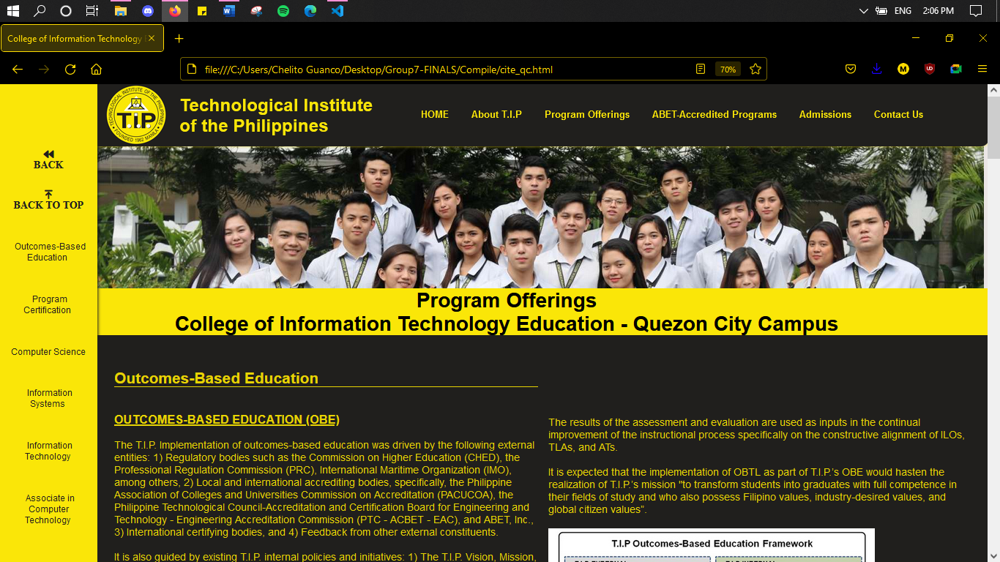 ENG 2:06 PM
College of Information Technology
file:///C:/Users/Chelito Guanco/Desktop/Group7-FINALS/Compile/cite_qc.html
70%
M
TECHNOLOGICAL INSTITUTE OF THE PHILIPPINES
T.I.P.
FOUNDED 1962 MANILA
Technological Institute
of the Philippines
HOME
About T.I.P
Program Offerings
ABET-Accredited Programs
Admissions
Contact Us
BACK
BACK TO TOP
Outcomes-Based
Education
Program
Certification
Computer Science
Information
Systems
Information
Technology
Associate in
Computer
Technology
Program Offerings
College of Information Technology Education - Quezon City Campus
Outcomes-Based Education
OUTCOMES-BASED EDUCATION (OBE)
The T.I.P. Implementation of outcomes-based education was driven by the following external
entities: 1) Regulatory bodies such as the Commission on Higher Education (CHED), the
Professional Regulation Commission (PRC), International Maritime Organization (IMO),
among others, 2) Local and international accrediting bodies, specifically, the Philippine
Association of Colleges and Universities Commission on Accreditation (PACUCOA), the
Philippine Technological Council-Accreditation and Certification Board for Engineering and
Technology - Engineering Accreditation Commission (PTC - ACBET - EAC), and ABET, Inc.,
3) International certifying bodies, and 4) Feedback from other external constituents.
It is also guided by existing T.I.P. internal policies and initiatives: 1) The T.I.P. Vision, Mission,
The results of the assessment and evaluation are used as inputs in the continual
improvement of the instructional process specifically on the constructive alignment of ILOs,
TLAs, and ATs.
It is expected that the implementation of OBTL as part of T.I.P.'s OBE would hasten the
realization of T.I.P.'s mission "to transform students into graduates with full competence in
their fields of study and who also possess Filipino values, industry-desired values, and
global citizen values”.
T.I.P Outcomes-Based Education Framework